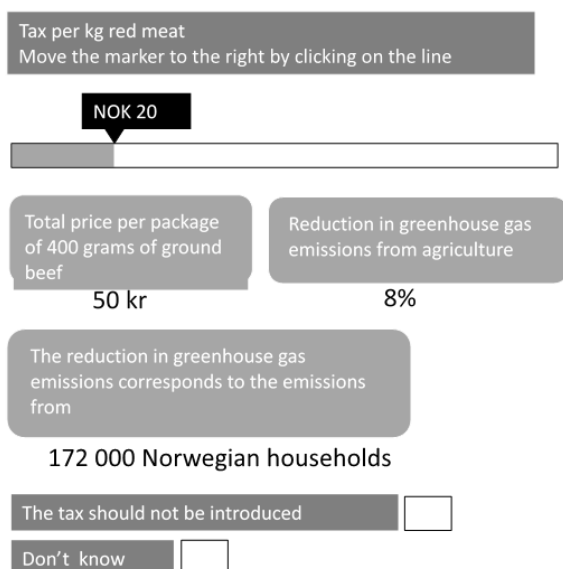 Tax per kg red meat
Move the marker to the right by clicking on the line
NOK 20
Total price per package
of 400 grams of ground
beef
50 kr
Reduction in greenhouse gas
emissions from agriculture
8%
The reduction in greenhouse gas
emissions corresponds to the emissions
from
172 000 Norwegian households
The tax should not be introduced
Don't know